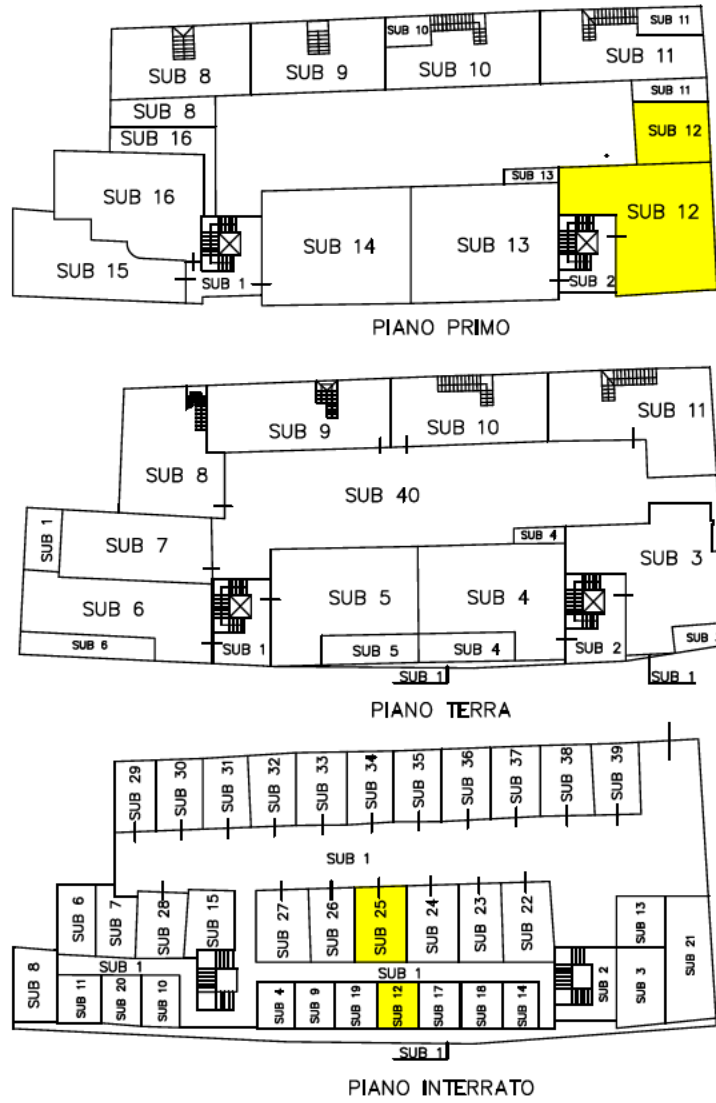 SUB 8
SUB 9
SUB 10
SUB 10
SUB 11
SUB 11
SUB 8
SUB 16
SUB 11
SUB 12
SUB 16
SUB 13
SUB 12
SUB 15
SUB 14
SUB 13
SUB 1
SUB 2
PIANO PRIMO
SUB 8
SUB 9
SUB 10
SUB 11
SUB 40
SUB 1
SUB 7
SUB 4
SUB 3
SUB 6
SUB 5
SUB 4
SUB 6
SUB 1
SUB 5
SUB 4
SUB 2
SUB
SUB 1
SUB 1
PIANO TERRA
SUB 29
SUB 30
SUB 31
SUB 32
SUB 33
SUB 34
SUB 35
SUB 36
SUB 37
SUB 38
SUB 39
SUB 1
SUB 6
SUB 7
SUB 28
SUB 15
SUB 27
SUB 26
SUB 25
SUB 24
SUB 23
SUB 22
SUB 13
SUB 21
SUB 8
SUB 1
SUB 1
SUB 2
SUB 3
SUB 11
SUB 20
SUB 10
SUB 4
SUB 9
SUB 19
SUB 12
SUB 17
SUB 18
SUB 14
SUB 1
PIANO INTERRATO